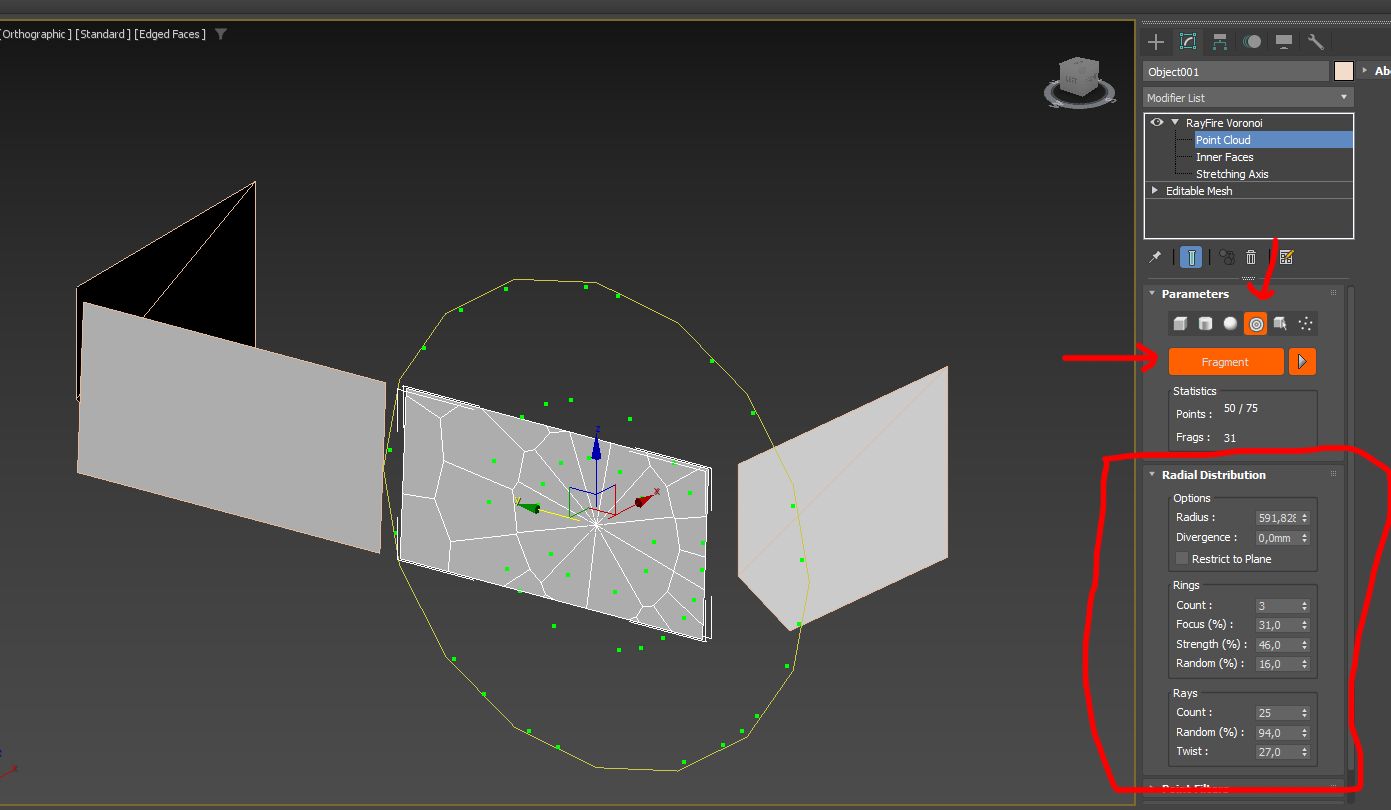 [Orthographic ] [Standard ] [Edged Faces ]
Object001
Modifier List
RayFire Voronoi
Point Cloud
Inner Faces
Stretching Axis
Editable Mesh
Parameters
Fragment
Statistics
Points : 50 / 75
Frags : 31
Radial Distribution
Options
Radius : 591,828
Divergence : 0,0mm
Restrict to Plane
Rings
Count : 3
Focus (%) : 31,0
Strength (%) : 46,0
Random (%) : 16,0
Rays
Count : 25
Random (%) : 94,0
Twist : 27,0
Point Filters
z
x
y
x